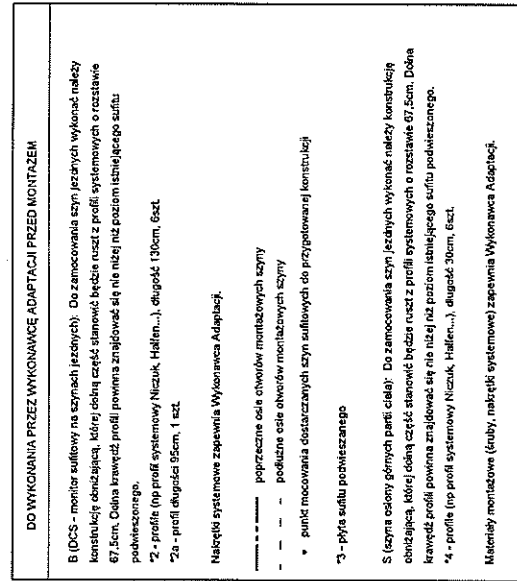 DO WYKONANIA PRZEZ WYKONAWCĘ ADAPTACJI PRZED MONTAŻEM
B (DCS - monitor sufitowy na szynach jezdnych): Do zamocowania szyn jezdnych wykonać należy
konstrukcję obniżającą, której dolną część stanowić będzie ruszt z profili systemowych o rozstawie
67,5cm. Dolna krawędź profili powinna znajdować się nie niżej niż poziom istniejącego sufitu
podwieszonego.
*2 - profile (np profil systemowy Niczuk, Halfen...), długość 130cm, 6szt.
*2a - profil długości 95cm, 1 szt.
Nakrętki systemowe zapewnia Wykonawca Adaptacji.
poprzeczne osie otworów montażowych szyny
podłużne osie otworów montażowych szyny
punkt mocowania dostarczanych szyn sufitowych do przygotowanej konstrukcji
*3 - płyta sufitu podwieszanego
S (szyna osłony górnych partii ciała): Do zamocowania szyn jezdnych wykonać należy konstrukcję
obniżającą, której dolną część stanowić będzie ruszt z profili systemowych o rozstawie 67,5cm. Dolna
krawędź profili powinna znajdować się nie niżej niż poziom istniejącego sufitu podwieszonego.
*4 - profile (np profil systemowy Niczuk, Halfen...), długość 30cm, 6szt.
Materiały montażowe (śruby, nakrętki systemowe) zapewnia Wykonawca Adaptacji.